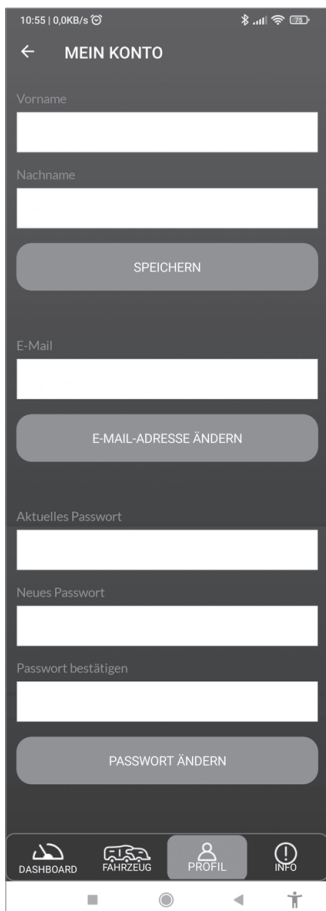 10:55 | 0,0KB/s
75
MEIN KONTO
Vorname
Nachname
SPEICHERN
E-Mail
E-MAIL-ADRESSE ÄNDERN
Aktuelles Passwort
Neues Passwort
Passwort bestätigen
PASSWORT ÄNDERN
DASHBOARD FAHRZEUG PROFIL INFO